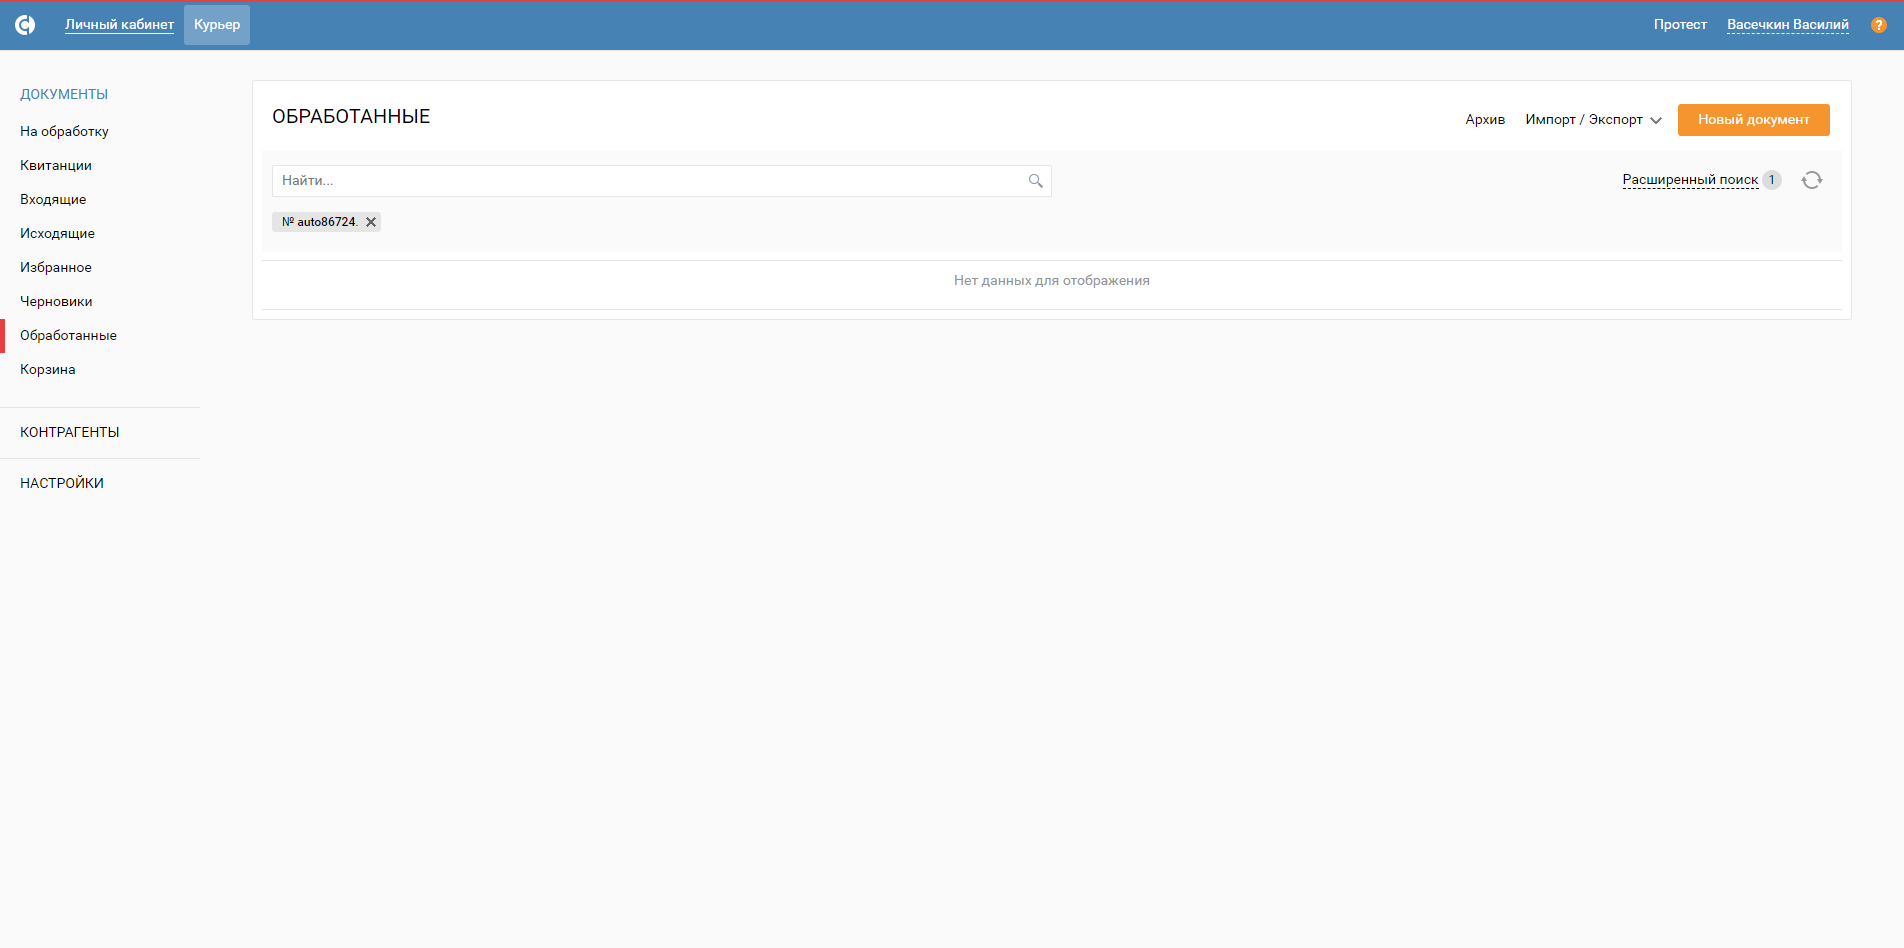 Личный кабинет Курьер Протест Васечкин Василий ?
ДОКУМЕНТЫ
На обработку
Квитанции
Входящие
Исходящие
Избранное
Черновики
Обработанные
Корзина
КОНТРАГЕНТЫ
НАСТРОЙКИ
ОБРАБОТАННЫЕ
Архив Импорт / Экспорт Новый документ
Найти...
Расширенный поиск 1
№ auto86724.
Нет данных для отображения